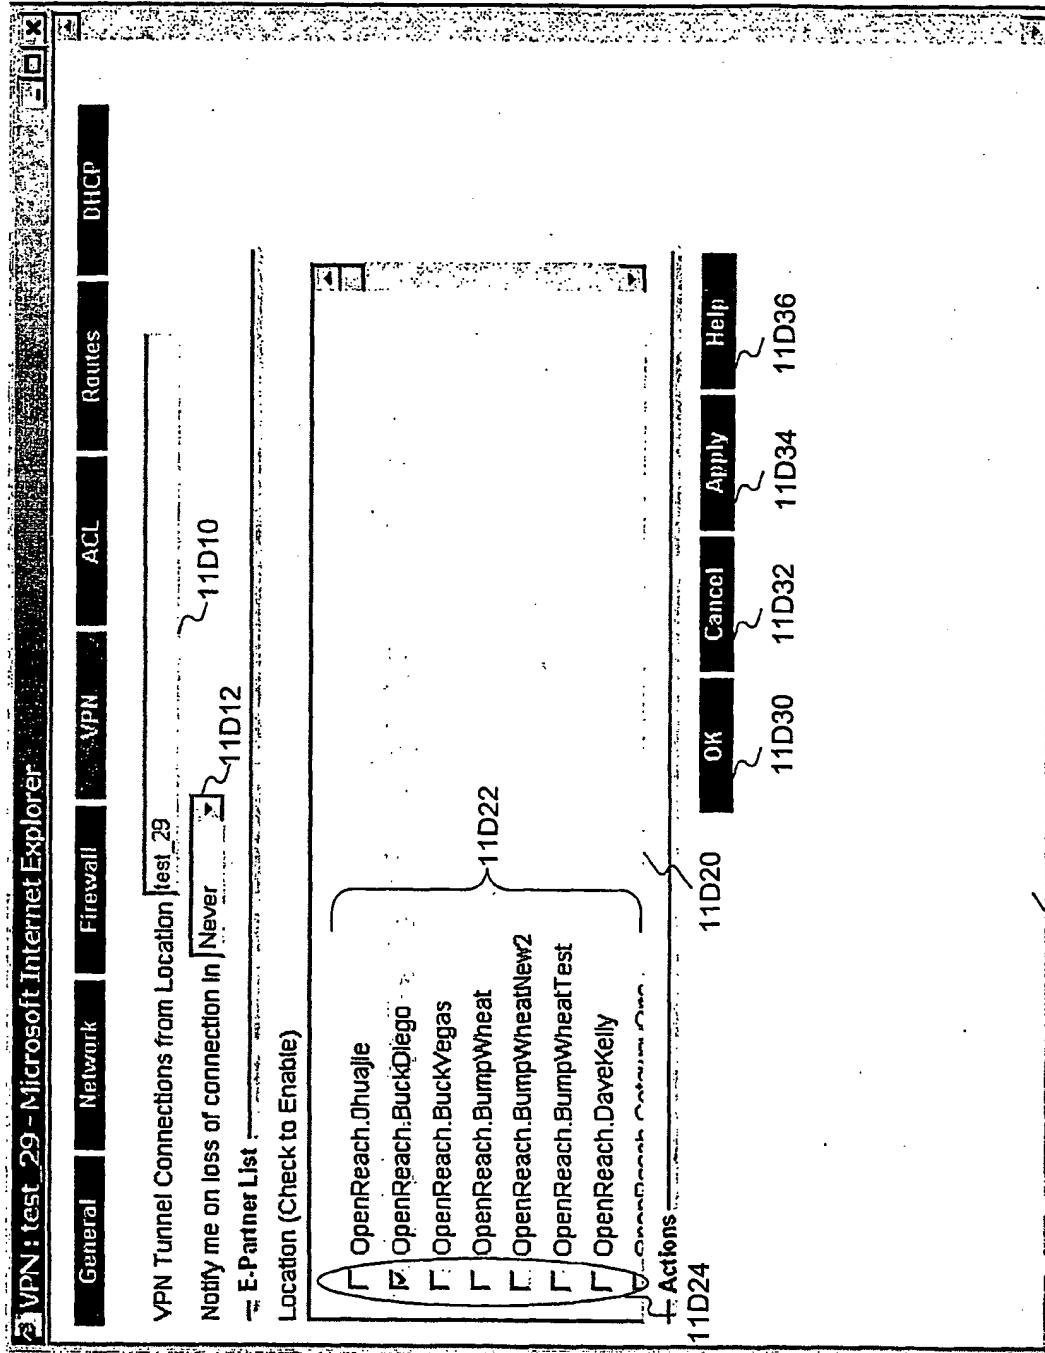 VPN: test_29 - Microsoft Internet Explorer
General Network Firewall VPN ACL Routes DHCP
VPN Tunnel Connections from Location test_29
11D10
Notify me on loss of connection in Never
11D12
E-Partner List
Location (Check to Enable)
OpenReach.0huajie
OpenReach.BuckDiego
OpenReach.BuckVegas
OpenReach.BumpWheat
11D22
OpenReach.BumpWheatNew2
OpenReach.BumpWheatTest
OpenReach.DaveKelly
Actions
11D24
11D20
OK Cancel Apply Help
11D30 11D32 11D34 11D36